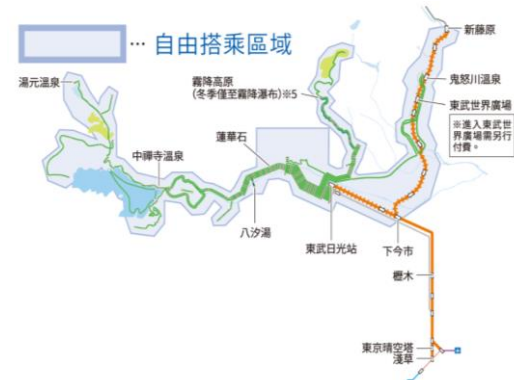 … 自由搭乘區域
新藤原
鬼怒川溫泉
東武世界廣場
※進入東武世
界廣場需另行
付費。
湯元溫泉
霧降高原
(冬季僅至霧降瀑布)※5
蓮華石
中禪寺溫泉
八汐湯
東武日光站
下今市
櫪木
東京晴空塔
淺草